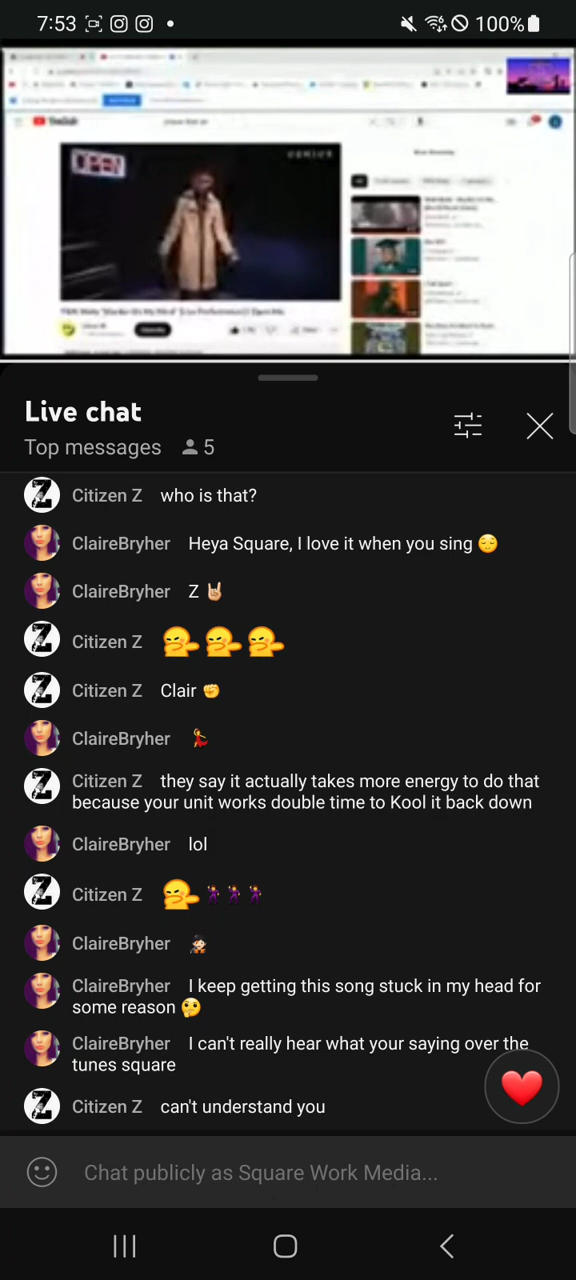 7:53
100%
OPEN
YouTube
Live chat
Top messages 5
Citizen Z who is that?
ClaireBryher Heya Square, I love it when you sing 😌
ClaireBryher Z 🤘🏼
Citizen Z
Citizen Z Clair ✊
ClaireBryher 💃
Citizen Z they say it actually takes more energy to do that
because your unit works double time to Kool it back down
ClaireBryher lol
Citizen Z
ClaireBryher
ClaireBryher I keep getting this song stuck in my head for
some reason 🤔
ClaireBryher I can't really hear what your saying over the
tunes square
Citizen Z can't understand you
Chat publicly as Square Work Media...